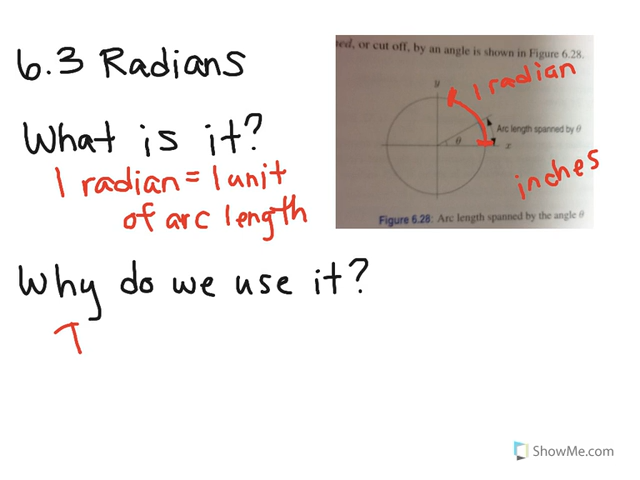 6.3 Radians
What is it?
1 radian = 1 unit
of arc length
Why do we use it?
T
ned, or cut off, by an angle is shown in Figure 6.28.
1 radian
y
Arc length spanned by θ
θ
x
inches
Figure 6.28: Arc length spanned by the angle θ
ShowMe.com